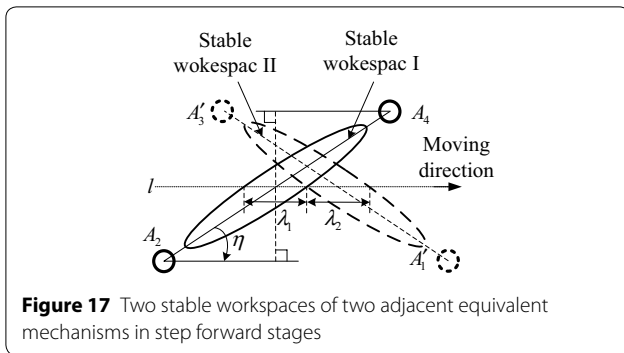 Stable
wokespac II
Stable
wokespac I
A′₃
A₄
Moving
direction
l
λ₁
λ₂
A₂
η
A′₁
Figure 17 Two stable workspaces of two adjacent equivalent
mechanisms in step forward stages